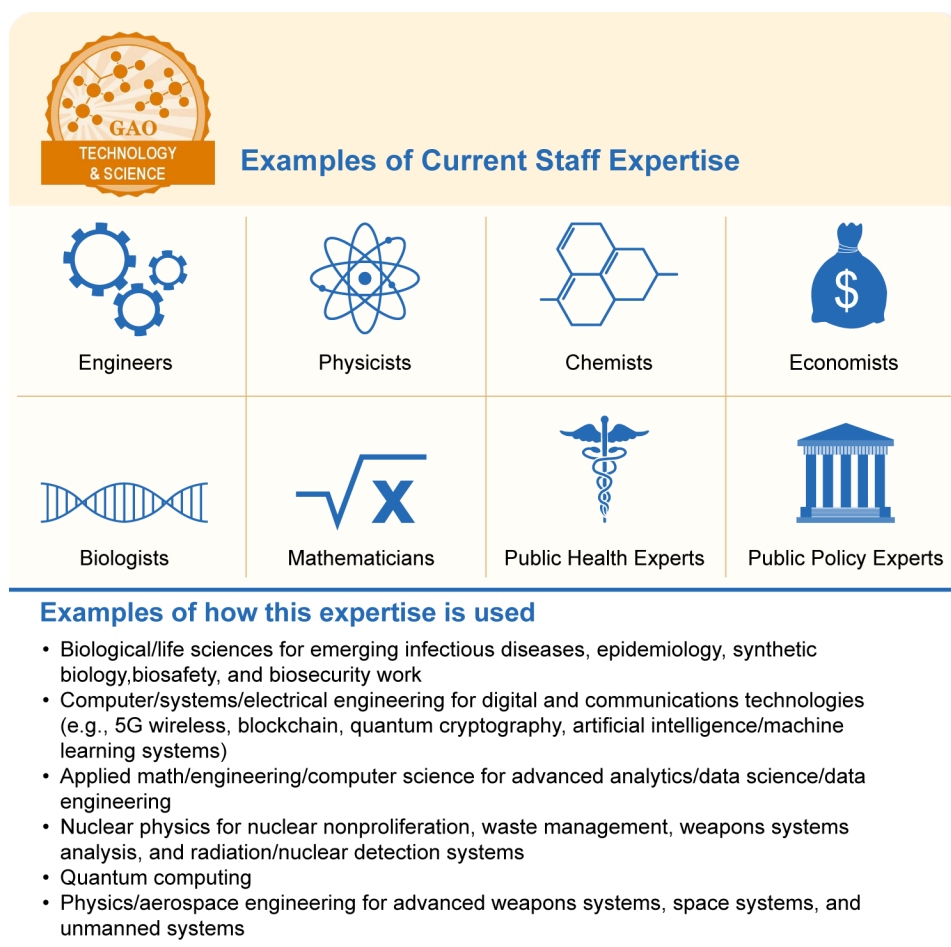 GAO
TECHNOLOGY
& SCIENCE
Examples of Current Staff Expertise
$
Engineers
Physicists
Chemists
Economists
√x
Biologists
Mathematicians
Public Health Experts
Public Policy Experts
Examples of how this expertise is used
• Biological/life sciences for emerging infectious diseases, epidemiology, synthetic
biology,biosafety, and biosecurity work
• Computer/systems/electrical engineering for digital and communications technologies
(e.g., 5G wireless, blockchain, quantum cryptography, artificial intelligence/machine
learning systems)
• Applied math/engineering/computer science for advanced analytics/data science/data
engineering
• Nuclear physics for nuclear nonproliferation, waste management, weapons systems
analysis, and radiation/nuclear detection systems
• Quantum computing
• Physics/aerospace engineering for advanced weapons systems, space systems, and
unmanned systems